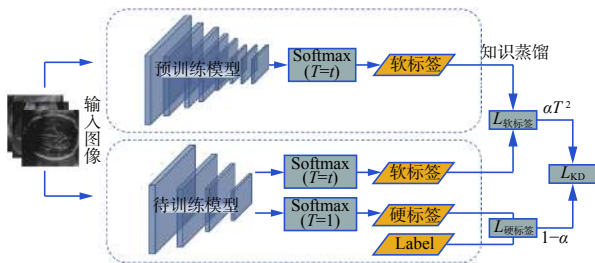 输入图像
预训练模型
Softmax
(T=t)
软标签
知识蒸馏
待训练模型
Softmax
(T=t)
软标签
Softmax
(T=1)
硬标签
Label
L软标签
αT²
L硬标签
1−α
L_KD